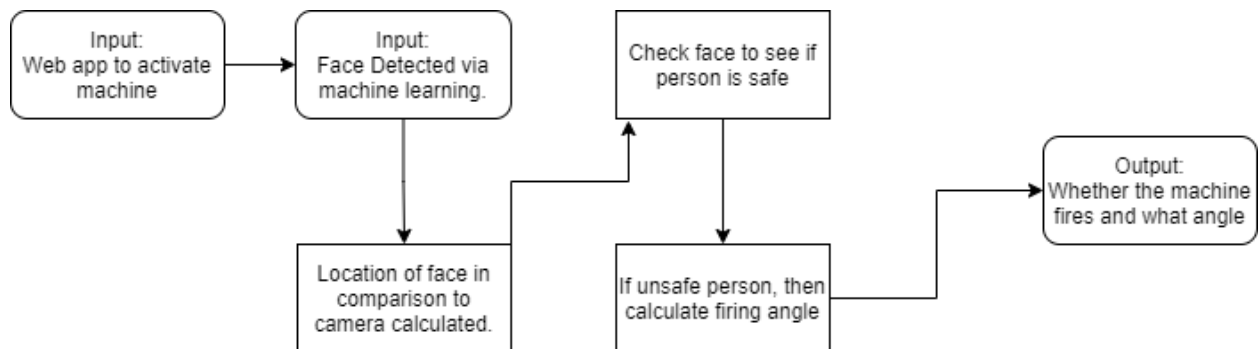 Input:
Web app to activate
machine
Input:
Face Detected via
machine learning.
Location of face in
comparison to
camera calculated.
Check face to see if
person is safe
If unsafe person, then
calculate firing angle
Output:
Whether the machine
fires and what angle